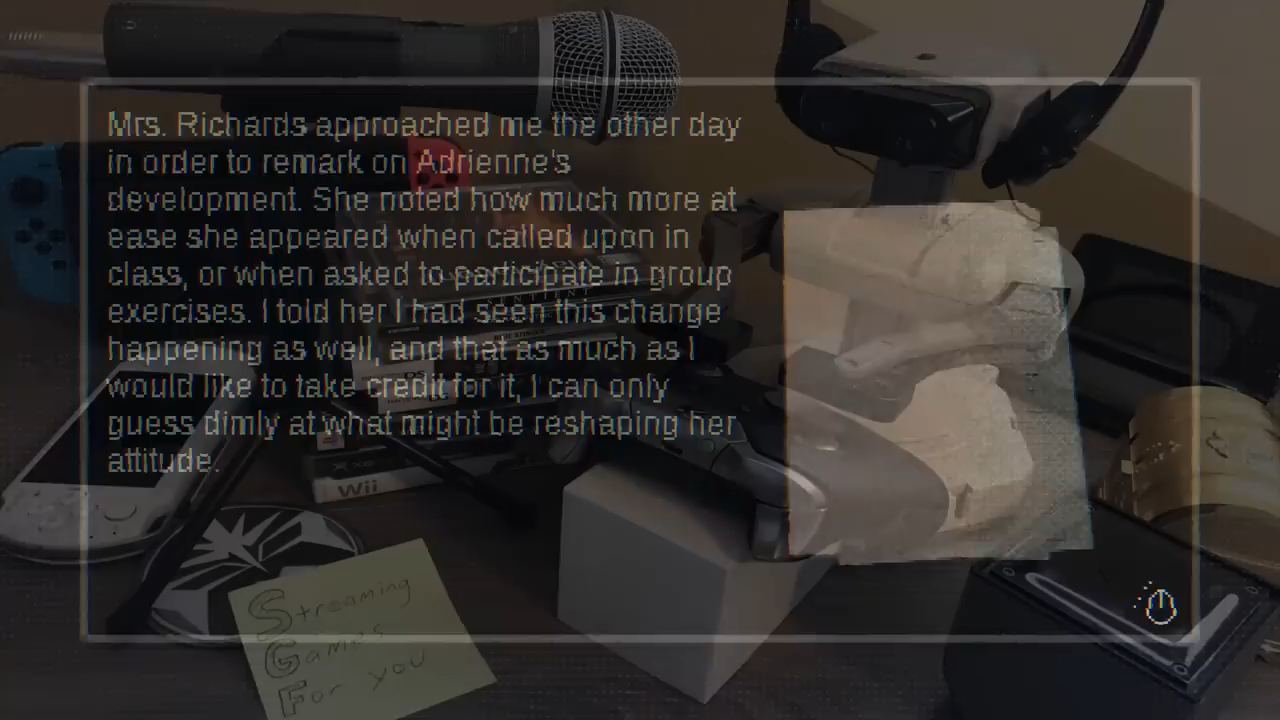 Mrs. Richards approached me the other day
in order to remark on Adrienne's
development. She noted how much more at
ease she appeared when called upon in
class, or when asked to participate in group
exercises. I told her I had seen this change
happening as well, and that as much as I
would like to take credit for it, I can only
guess dimly at what might be reshaping her
attitude.
Wii
Streaming
Games
For you